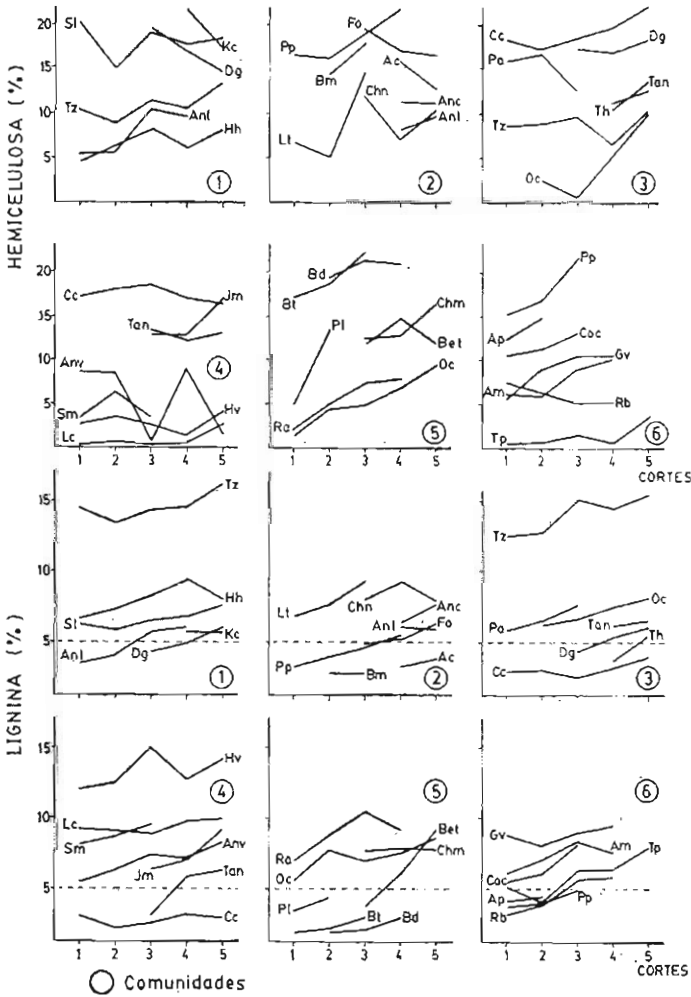 HEMICELULOSA (%)
20
15
10
5
Sl
Kc
Dg
Tz
Anl
Hh
1
Pp
Fo
Bm
Ac
Chn
Anc
Anl
Lt
2
Cc
Pa
Dg
Tan
Th
Tz
Oc
3
20
15
10
5
Cc
Jm
Tan
Anv
4
Sm
Hv
Lc
Bd
Bt
Pl
Chm
Bet
Oc
Ra
5
Pp
Ap
Coc
Gv
Am
Rb
Tp
6
1 2 3 4 5
1 2 3 4 5
1 2 3 4 5
CORTES
LIGNINA (%)
15
10
5
Tz
Hh
Sl
Kc
Anl
Dg
1
Lt
Chn
Anc
Anl
Fo
Pp
Bm
Ac
2
Tz
Oc
Pa
Tan
Th
Dg
Cc
3
15
10
5
Hv
4
Lc
Sm
Anv
Jm
Tan
Cc
5
Bet
Ra
Chm
Oc
Pl
Bt
Bd
6
Gv
Am
Tp
Coc
Ap
Pp
Rb
1 2 3 4 5
1 2 3 4 5
1 2 3 4 5
CORTES
Comunidades